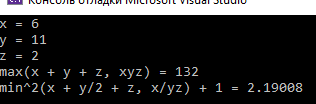 Консоль отладки Microsoft Visual Studio
x = 6
y = 11
z = 2
max(x + y + z, xyz) = 132
min^2(x + y/2 + z, x/yz) + 1 = 2.19008